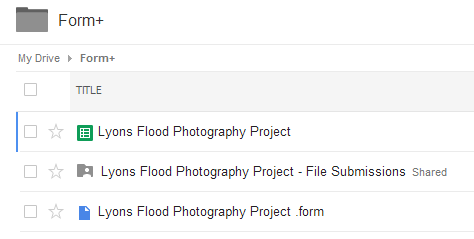 Form+
My Drive Form+
TITLE
Lyons Flood Photography Project
Lyons Flood Photography Project - File Submissions Shared
Lyons Flood Photography Project .form